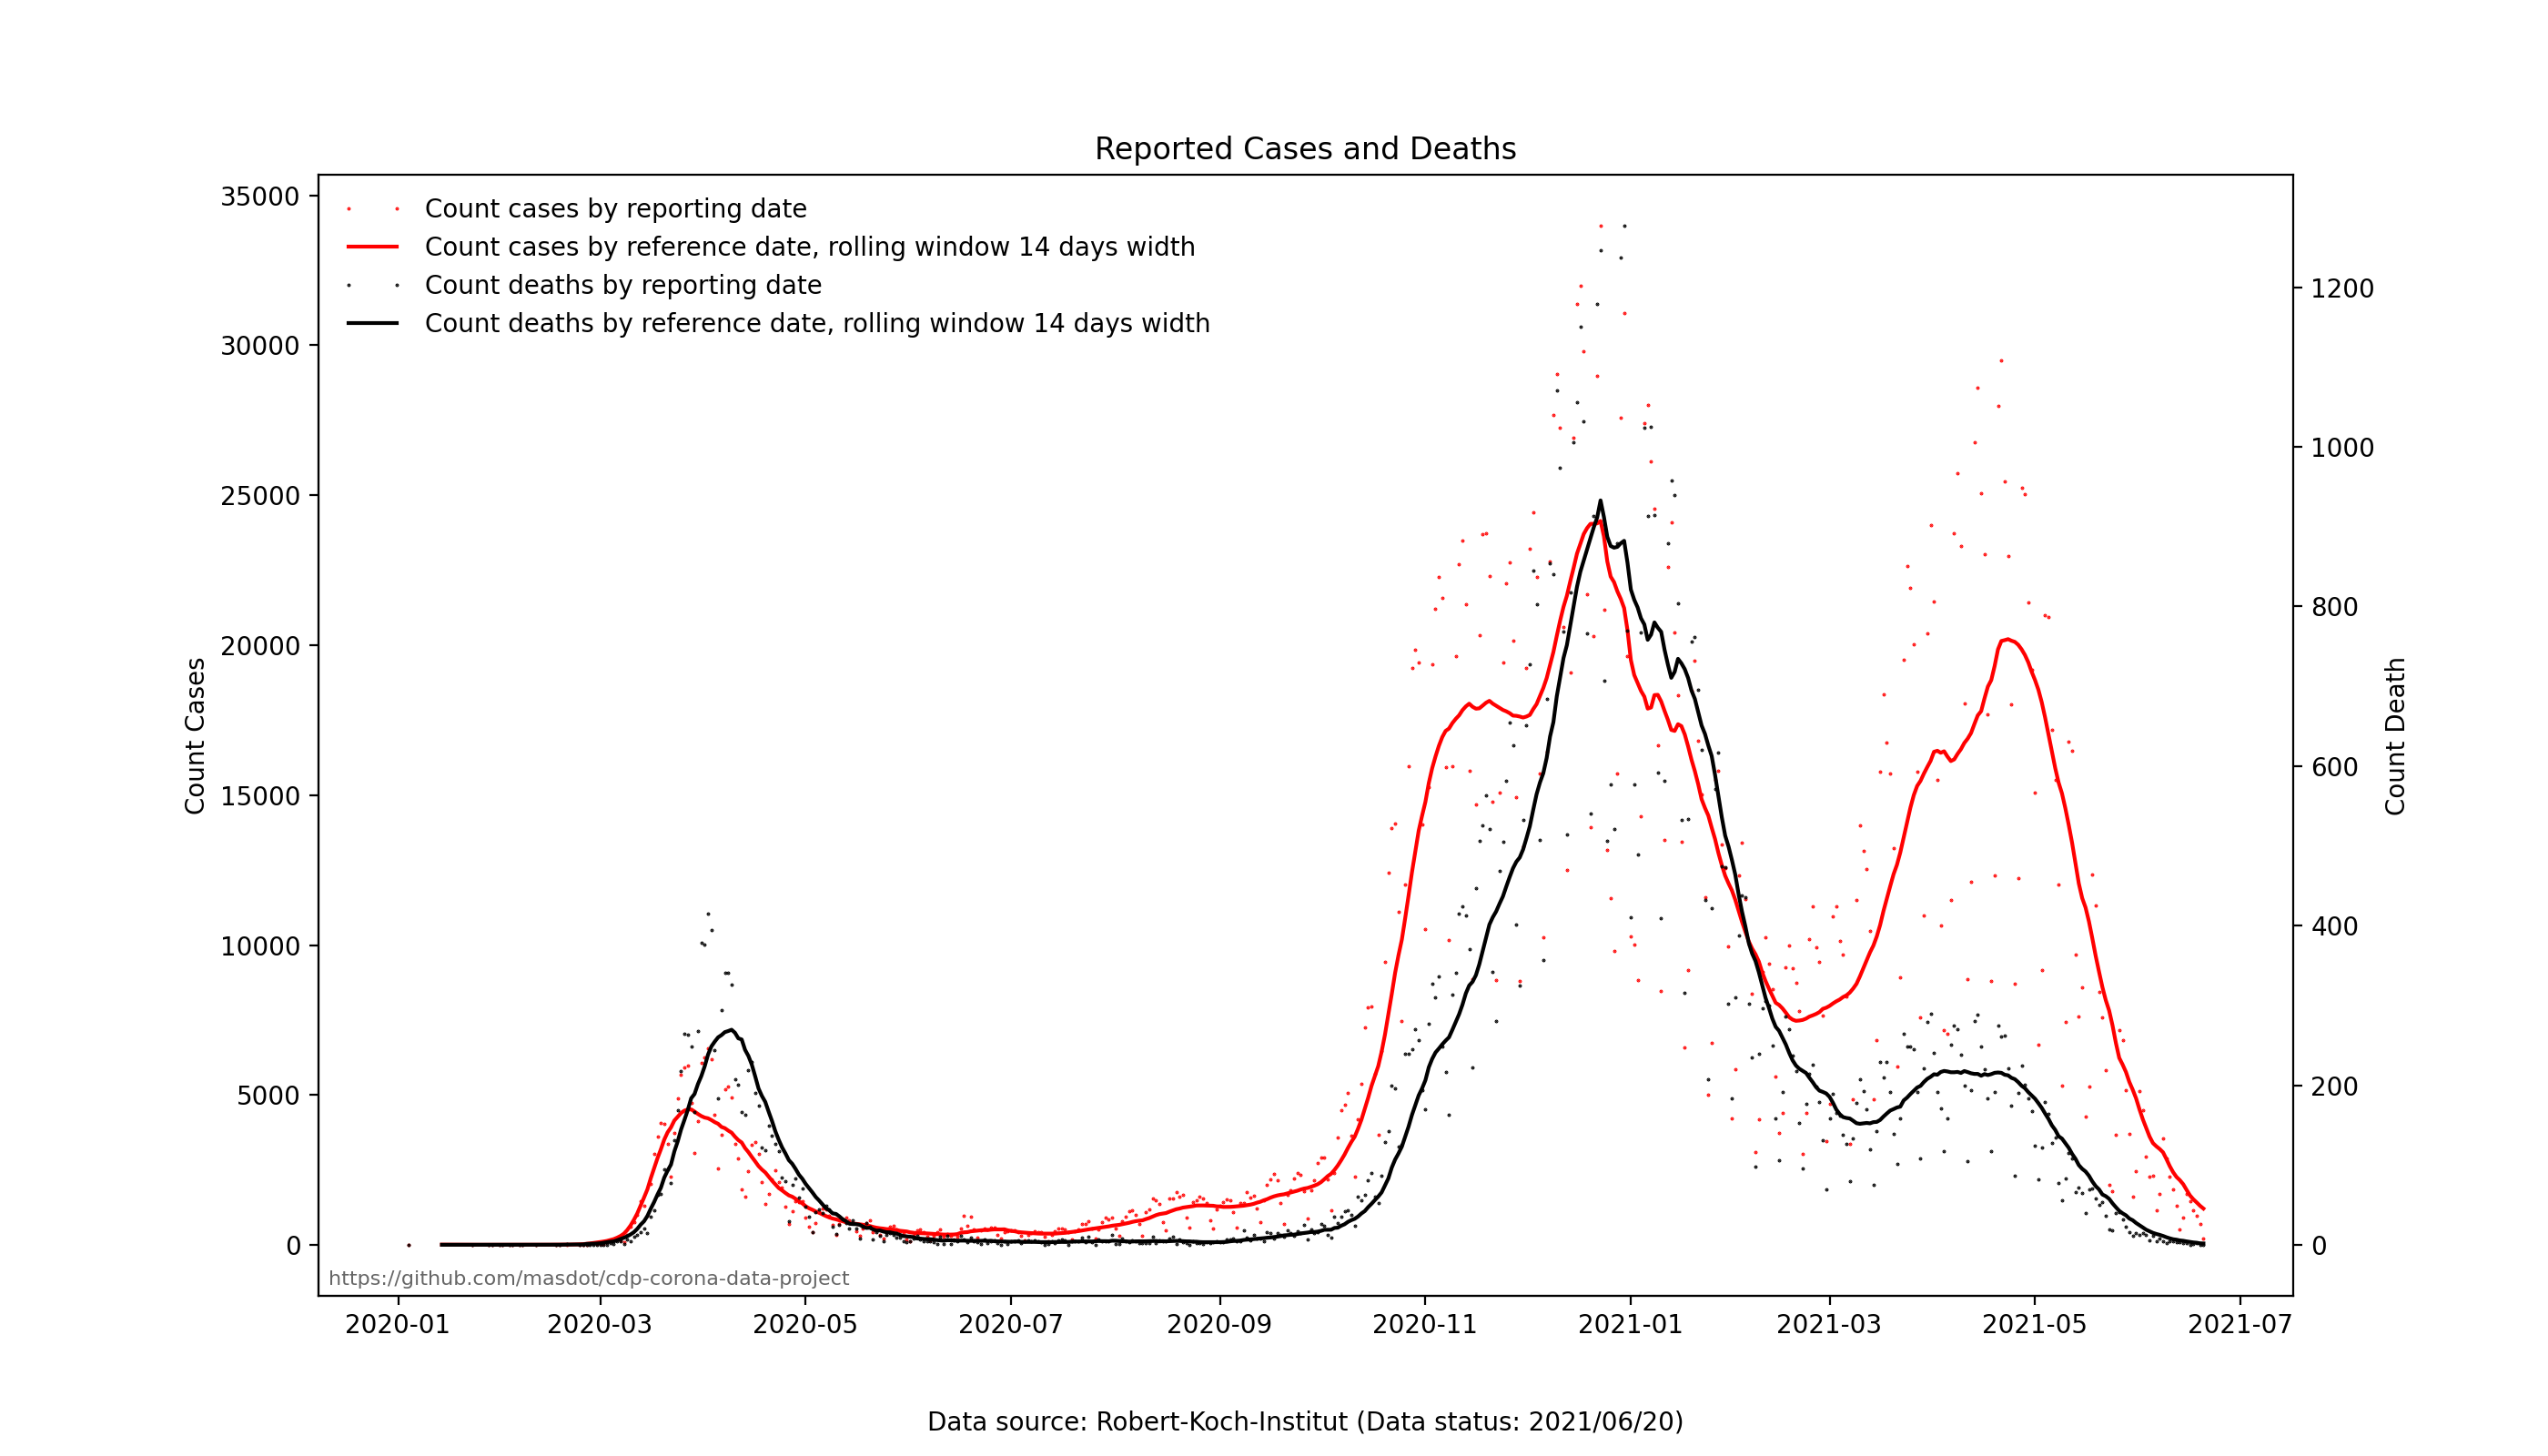 Reported Cases and Deaths
35000
30000
25000
20000
15000
10000
5000
0
Count Cases
Count cases by reporting date
Count cases by reference date, rolling window 14 days width
Count deaths by reporting date
Count deaths by reference date, rolling window 14 days width
1200
1000
800
600
400
200
0
Count Death
https://github.com/masdot/cdp-corona-data-project
2020-01 2020-03 2020-05 2020-07 2020-09 2020-11 2021-01 2021-03 2021-05 2021-07
Data source: Robert-Koch-Institut (Data status: 2021/06/20)